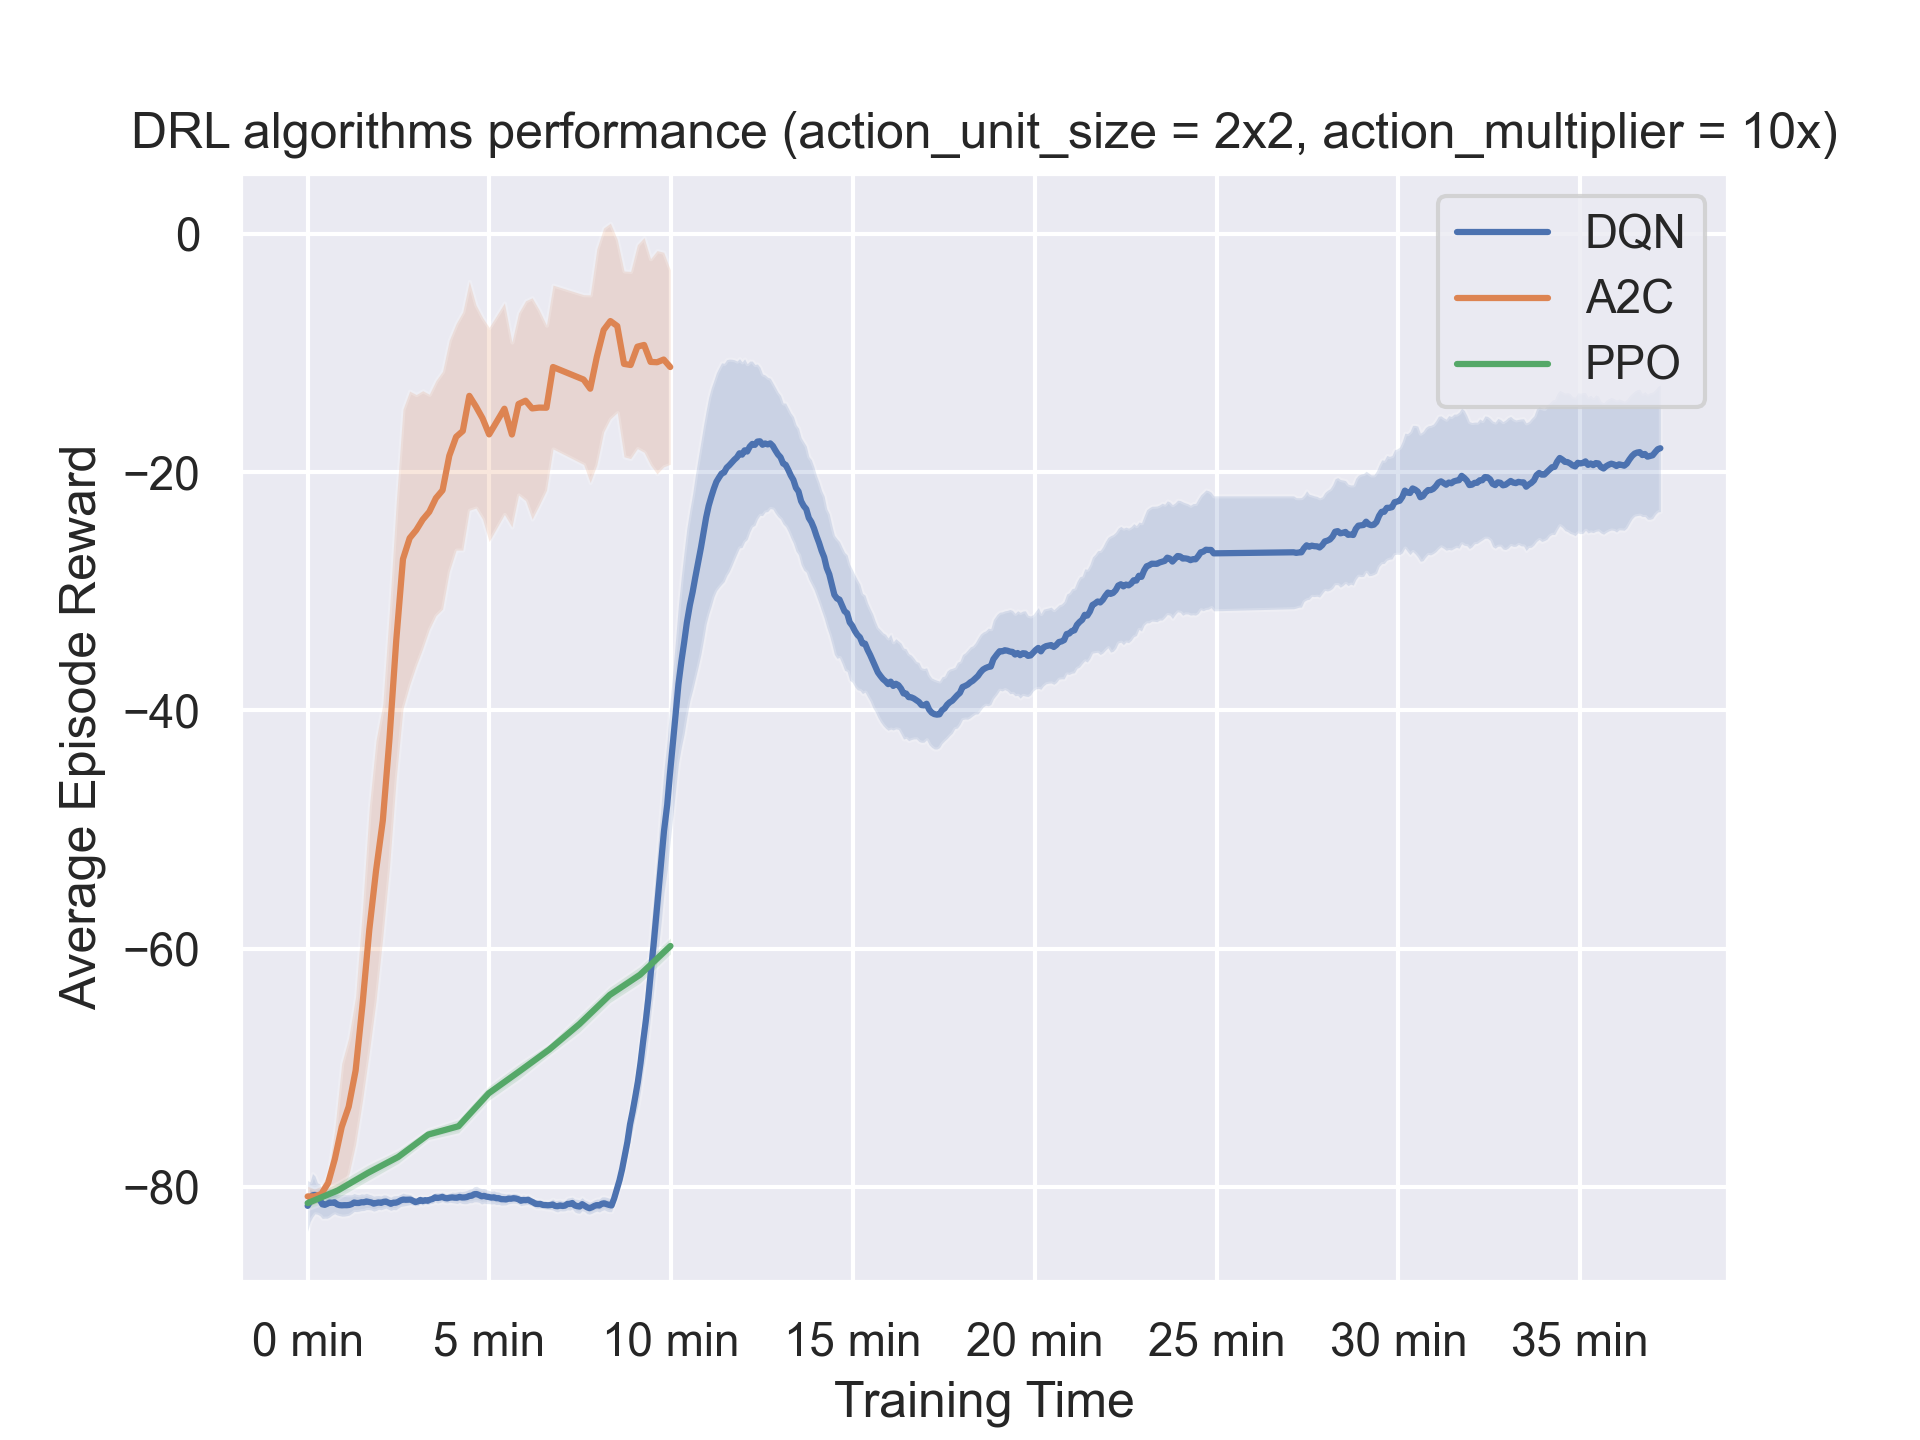 DRL algorithms performance (action_unit_size = 2x2, action_multiplier = 10x)
DQN
A2C
PPO
0
−20
−40
−60
−80
Average Episode Reward
0 min
5 min
10 min
15 min
20 min
25 min
30 min
35 min
Training Time